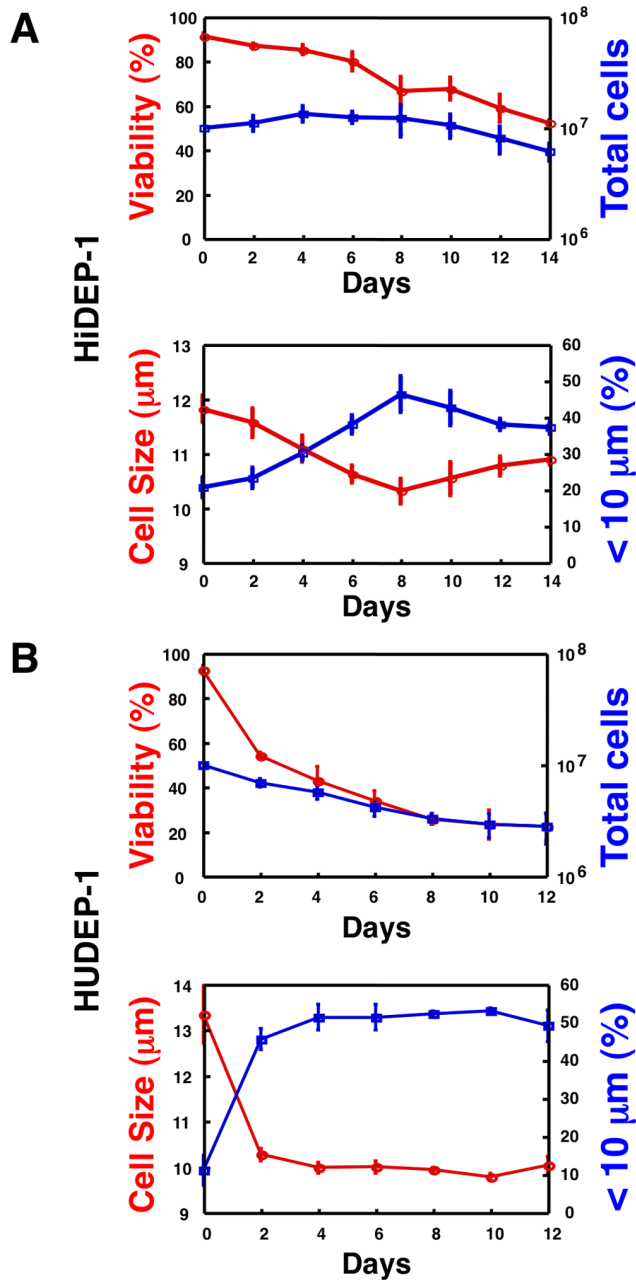 A
HiDEP-1
Viability (%)
100
80
60
40
20
0
10^8
10^7
10^6
Total cells
0 2 4 6 8 10 12 14
Days
Cell Size (μm)
13
12
11
10
9
60
50
40
30
20
10
0
< 10 μm (%)
0 2 4 6 8 10 12 14
Days
B
HUDEP-1
Viability (%)
100
80
60
40
20
0
10^8
10^7
10^6
Total cells
0 2 4 6 8 10 12
Days
Cell Size (μm)
14
13
12
11
10
9
60
50
40
30
20
10
0
< 10 μm (%)
0 2 4 6 8 10 12
Days